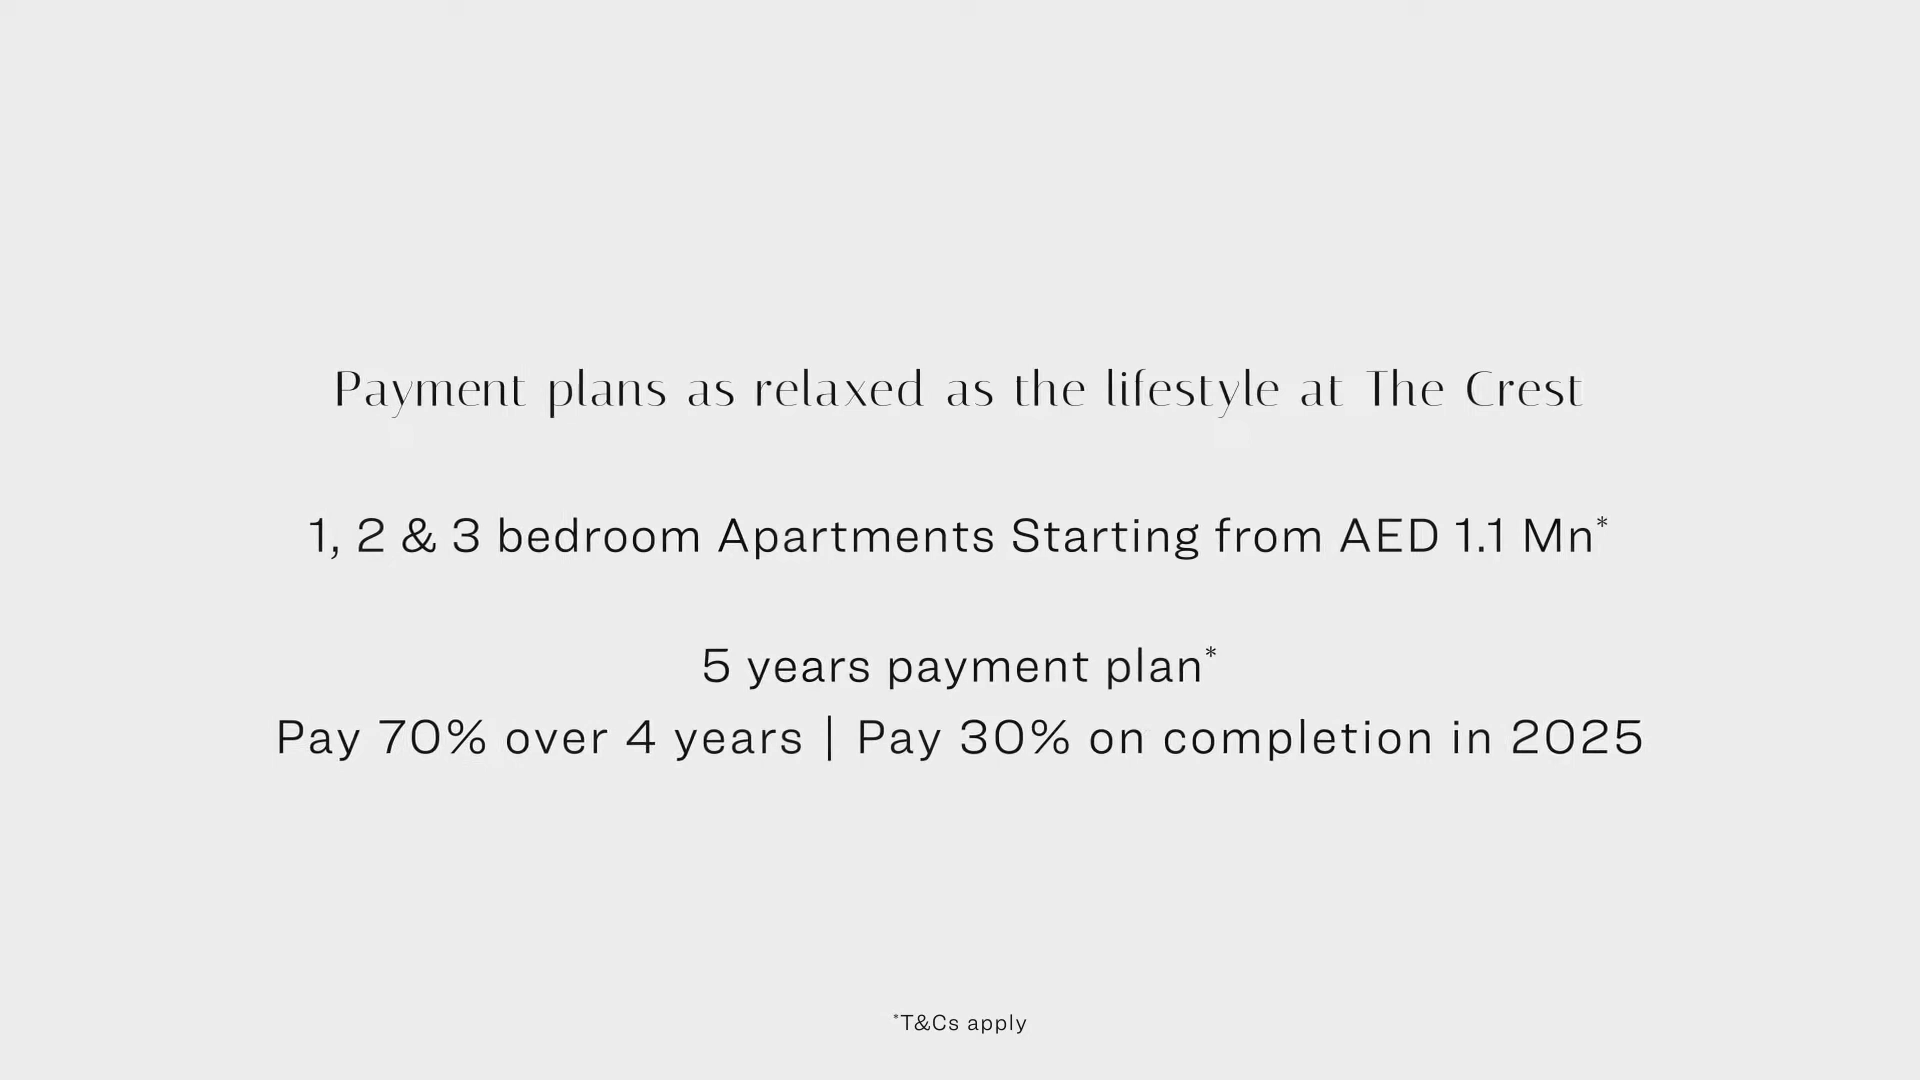 Payment plans as relaxed as the lifestyle at The Crest
1, 2 & 3 bedroom Apartments Starting from AED 1.1 Mn*
5 years payment plan*
Pay 70% over 4 years | Pay 30% on completion in 2025
*T&Cs apply